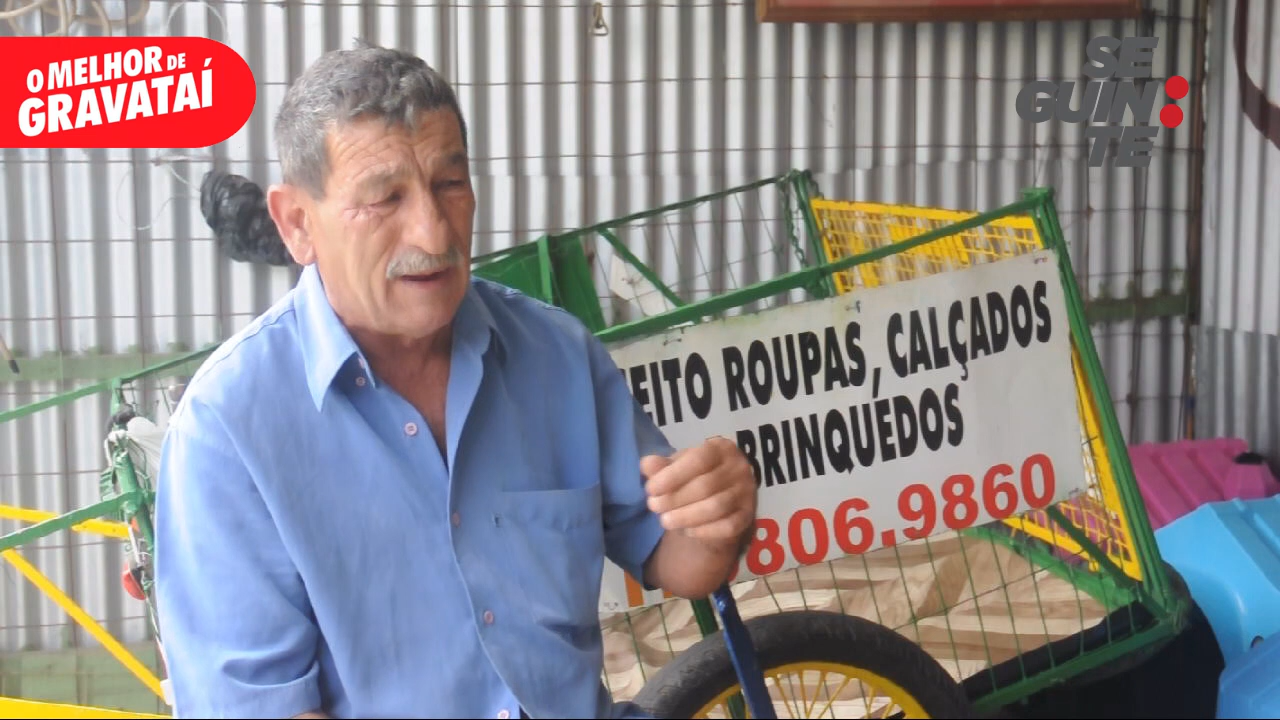 O MELHOR DE
GRAVATAÍ
SE
GUIN:
TE
EITO ROUPAS, CALÇADOS
BRINQUEDOS
806.9860